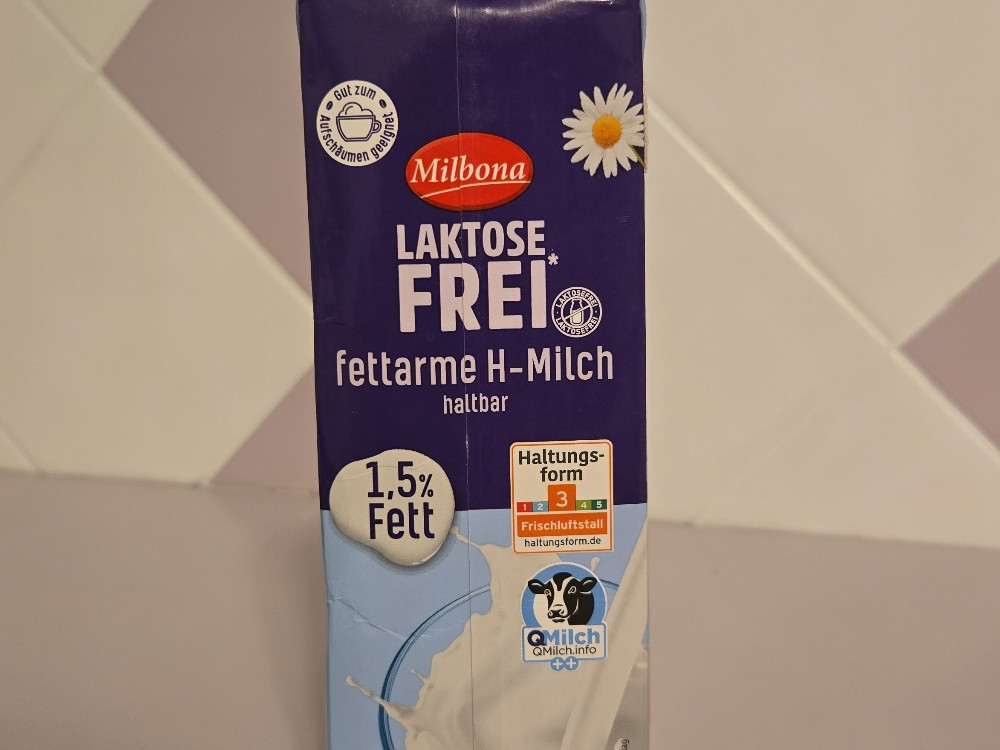 Gut zum
Aufschäumen geeignet
Milbona
LAKTOSE
FREI*
LAKTOSEFREI
LAKTOSEFREI
fettarme H-Milch
haltbar
1,5%
Fett
Haltungs-
form
1 2 3 4 5
Frischluftstall
haltungsform.de
QMilch
QMilch.info
++